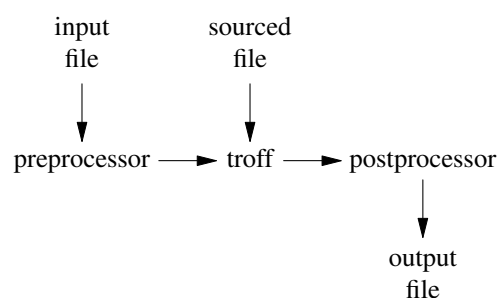 input
file
sourced
file
preprocessor
troff
postprocessor
output
file